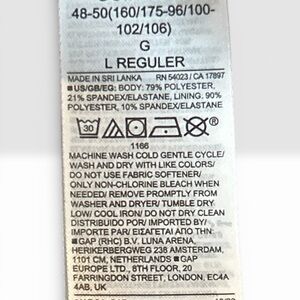 48-50(160/175-96/100-
102/106)
G
L REGULER
MADE IN SRI LANKA RN 54023 / CA 17897
■ US/GB/EG: BODY: 79% POLYESTER,
21% SPANDEX/ELASTANE, LINING: 90%
POLYESTER, 10% SPANDEX/ELASTANE
30
1166
MACHINE WASH COLD GENTLE CYCLE/
WASH AND DRY WITH LIKE COLORS/
DO NOT USE FABRIC SOFTENER/
ONLY NON-CHLORINE BLEACH WHEN
NEEDED/ REMOVE PROMPTLY FROM
WASHER AND DRYER/ TUMBLE DRY
LOW/ COOL IRON/ DO NOT DRY CLEAN
DISTRIBUIDO POR/ IMPORTED BY/
IMPORTE PAR/ ΕΙΣΑΓΕΤΑΙ ΑΠΟ ΤΗΝ:
■ GAP (RHC) B.V. LUNA ARENA,
HERIKERBERGWEG 238 AMSTERDAM,
1101 CM, NETHERLANDS ■ GAP
EUROPE LTD., 8TH FLOOR, 20
FARRINGDON STREET, LONDON, EC4A
4AB, UK